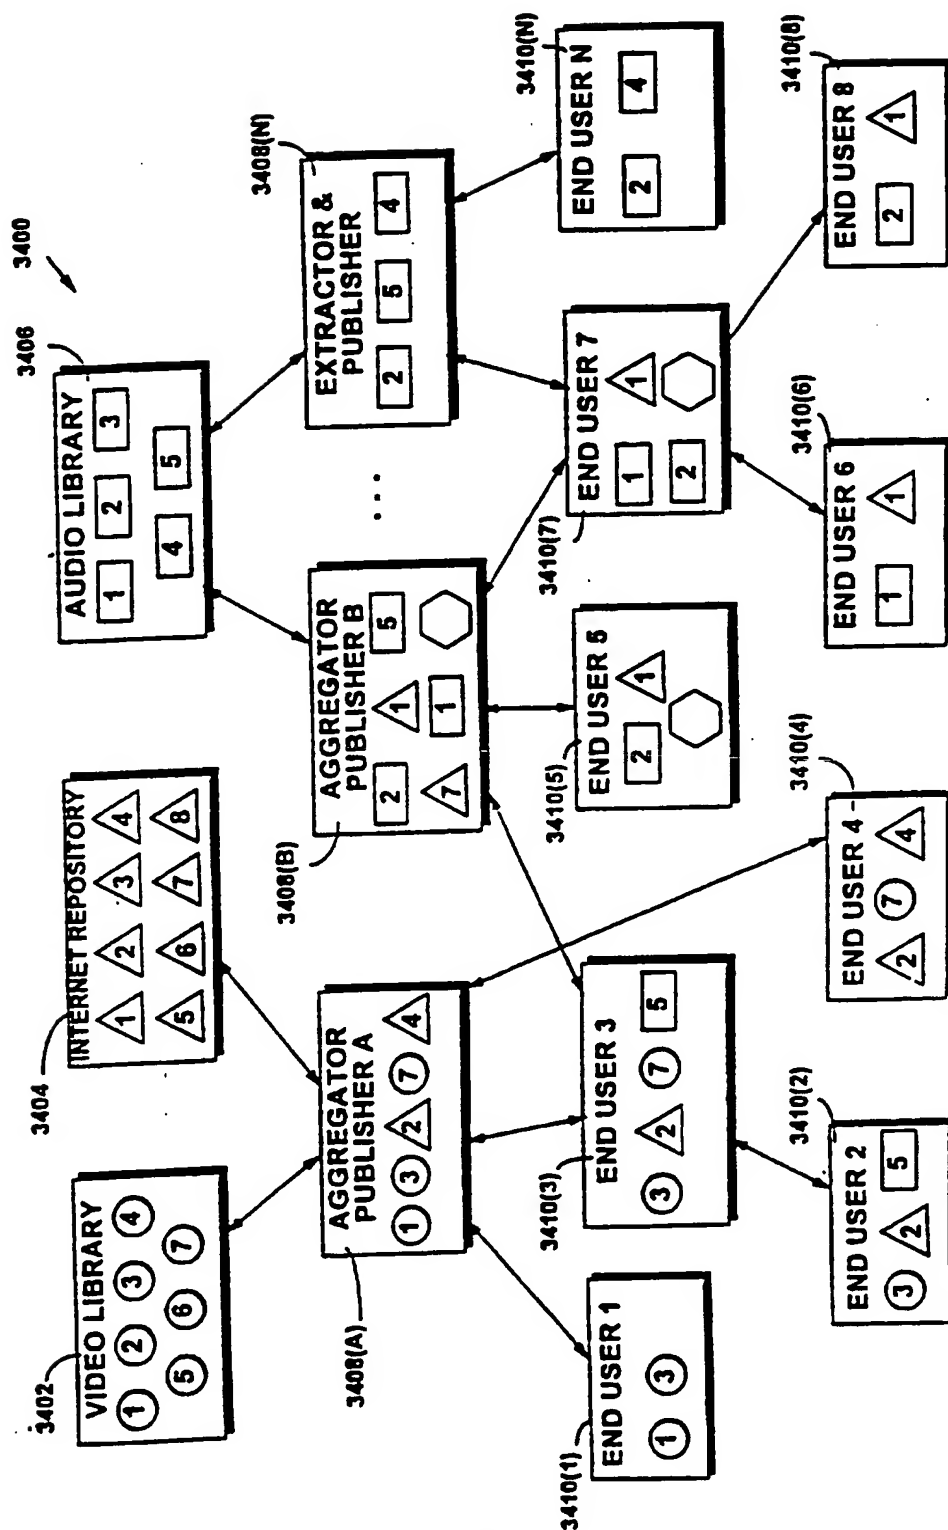 3400
3402
VIDEO LIBRARY
1 2 3 4
5 6 7
3404
INTERNET REPOSITORY
1 2 3 4
5 6 7 8
3406
AUDIO LIBRARY
1 2 3
4 5
3408(A)
AGGREGATOR
PUBLISHER A
1 3 2 7 4
3408(B)
AGGREGATOR
PUBLISHER B
2 1 5
7 1
...
3408(N)
EXTRACTOR &
PUBLISHER
2 5 4
3410(1)
END USER 1
1 3
3410(3)
END USER 3
3 2 7 5
3410(5)
END USER 5
2 1
3410(7)
END USER 7
1 1
2
3410(N)
END USER N
2 4
3410(2)
END USER 2
3 2 5
3410(4)
END USER 4
2 7 4
3410(6)
END USER 6
1 1
3410(8)
END USER 8
2 1